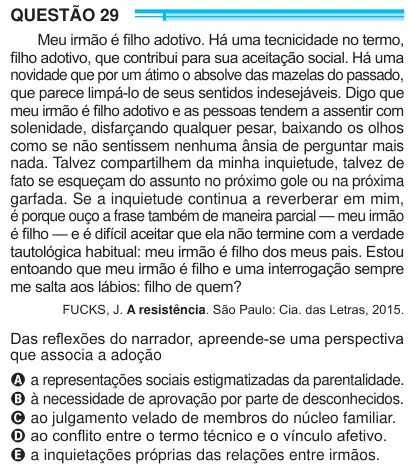 QUESTÃO 29
Meu irmão é filho adotivo. Há uma tecnicidade no termo,
filho adotivo, que contribui para sua aceitação social. Há uma
novidade que por um átimo o absolve das mazelas do passado,
que parece limpá-lo de seus sentidos indesejáveis. Digo que
meu irmão é filho adotivo e as pessoas tendem a assentir com
solenidade, disfarçando qualquer pesar, baixando os olhos
como se não sentissem nenhuma ânsia de perguntar mais
nada. Talvez compartilhem da minha inquietude, talvez de
fato se esqueçam do assunto no próximo gole ou na próxima
garfada. Se a inquietude continua a reverberar em mim,
é porque ouço a frase também de maneira parcial — meu irmão
é filho — e é difícil aceitar que ela não termine com a verdade
tautológica habitual: meu irmão é filho dos meus pais. Estou
entoando que meu irmão é filho e uma interrogação sempre
me salta aos lábios: filho de quem?
FUCKS, J. A resistência. São Paulo: Cia. das Letras, 2015.
Das reflexões do narrador, apreende-se uma perspectiva
que associa a adoção
A a representações sociais estigmatizadas da parentalidade.
B à necessidade de aprovação por parte de desconhecidos.
C ao julgamento velado de membros do núcleo familiar.
D ao conflito entre o termo técnico e o vínculo afetivo.
E a inquietações próprias das relações entre irmãos.